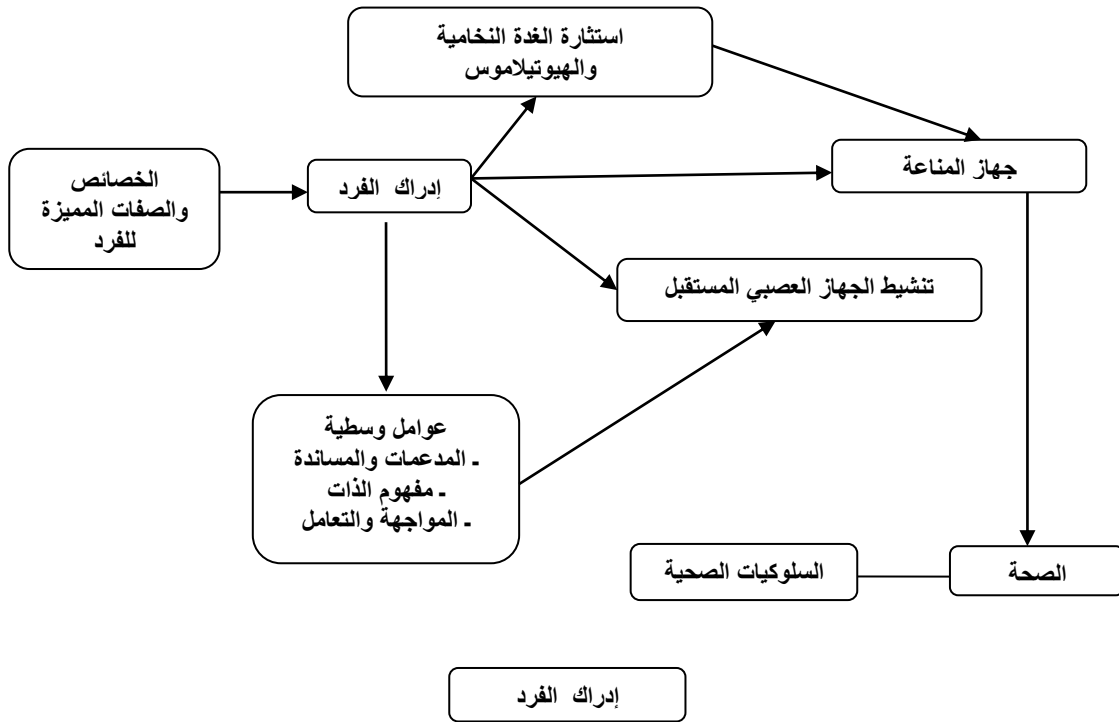 استثارة الغدة النخامية
والهيوتيلاموس
جهاز المناعة
إدراك الفرد
الخصائص
والصفات المميزة
للفرد
تنشيط الجهاز العصبي المستقبل
عوامل وسطية
ـ المدعمات والمساندة
ـ مفهوم الذات
ـ المواجهة والتعامل
الصحة
السلوكيات الصحية
إدراك الفرد